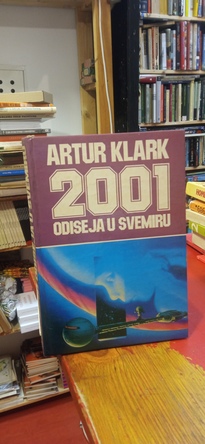 ARTUR KLARK
2001
ODISEJA U SVEMIRU